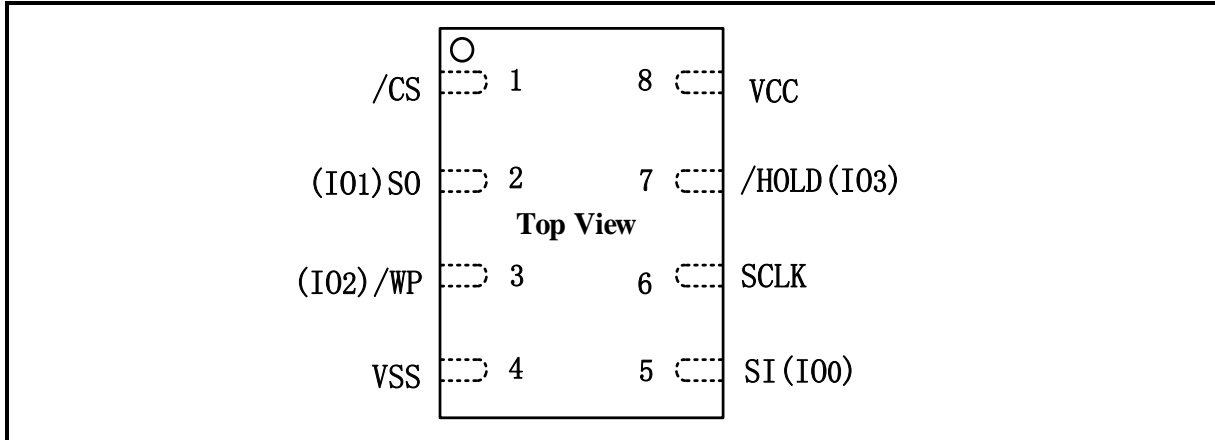 /CS 1 8 VCC
(IO1)SO 2 7 /HOLD(IO3)
Top View
(IO2)/WP 3 6 SCLK
VSS 4 5 SI(IO0)